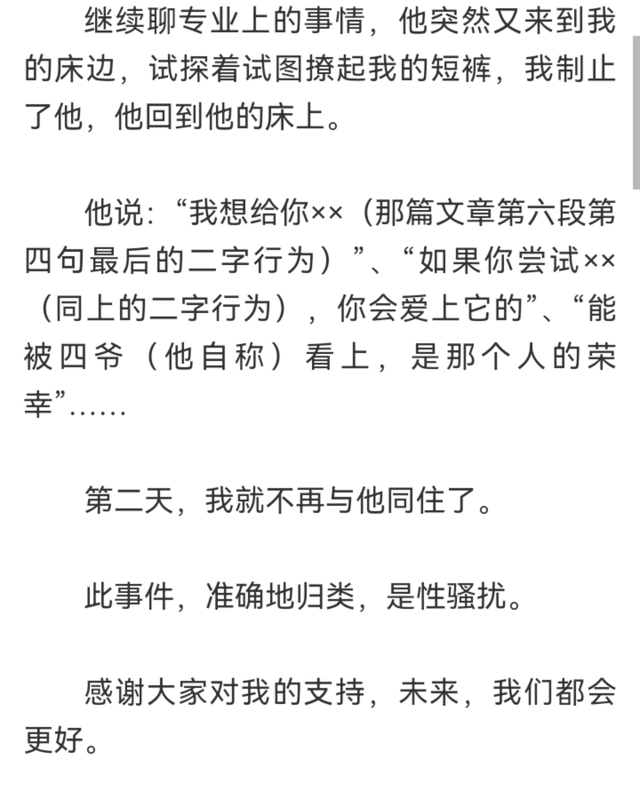 继续聊专业上的事情，他突然又来到我
的床边，试探着试图撩起我的短裤，我制止
了他，他回到他的床上。
他说：“我想给你××（那篇文章第六段第
四句最后的二字行为）”、“如果你尝试××
（同上的二字行为），你会爱上它的”、“能
被四爷（他自称）看上，是那个人的荣
幸”……
第二天，我就不再与他同住了。
此事件，准确地归类，是性骚扰。
感谢大家对我的支持，未来，我们都会
更好。